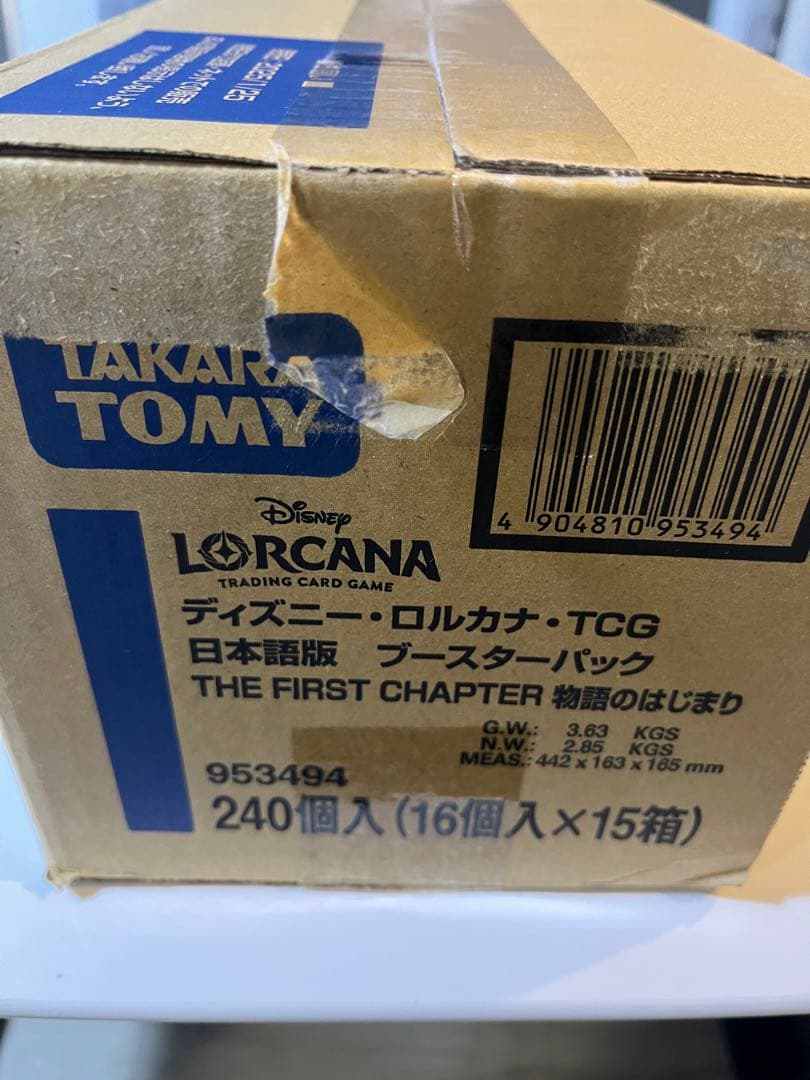 TAKARA
TOMY
4 904810 953494
Disney
LORCANA
TRADING CARD GAME
ディズニー・ロルカナ・TCG
日本語版 ブースターパック
THE FIRST CHAPTER 物語のはじまり
G.W.: 3.63 KGS
N.W.: 2.85 KGS
MEAS.: 442 x 163 x 165 mm
953494
240個入(16個入×15箱)